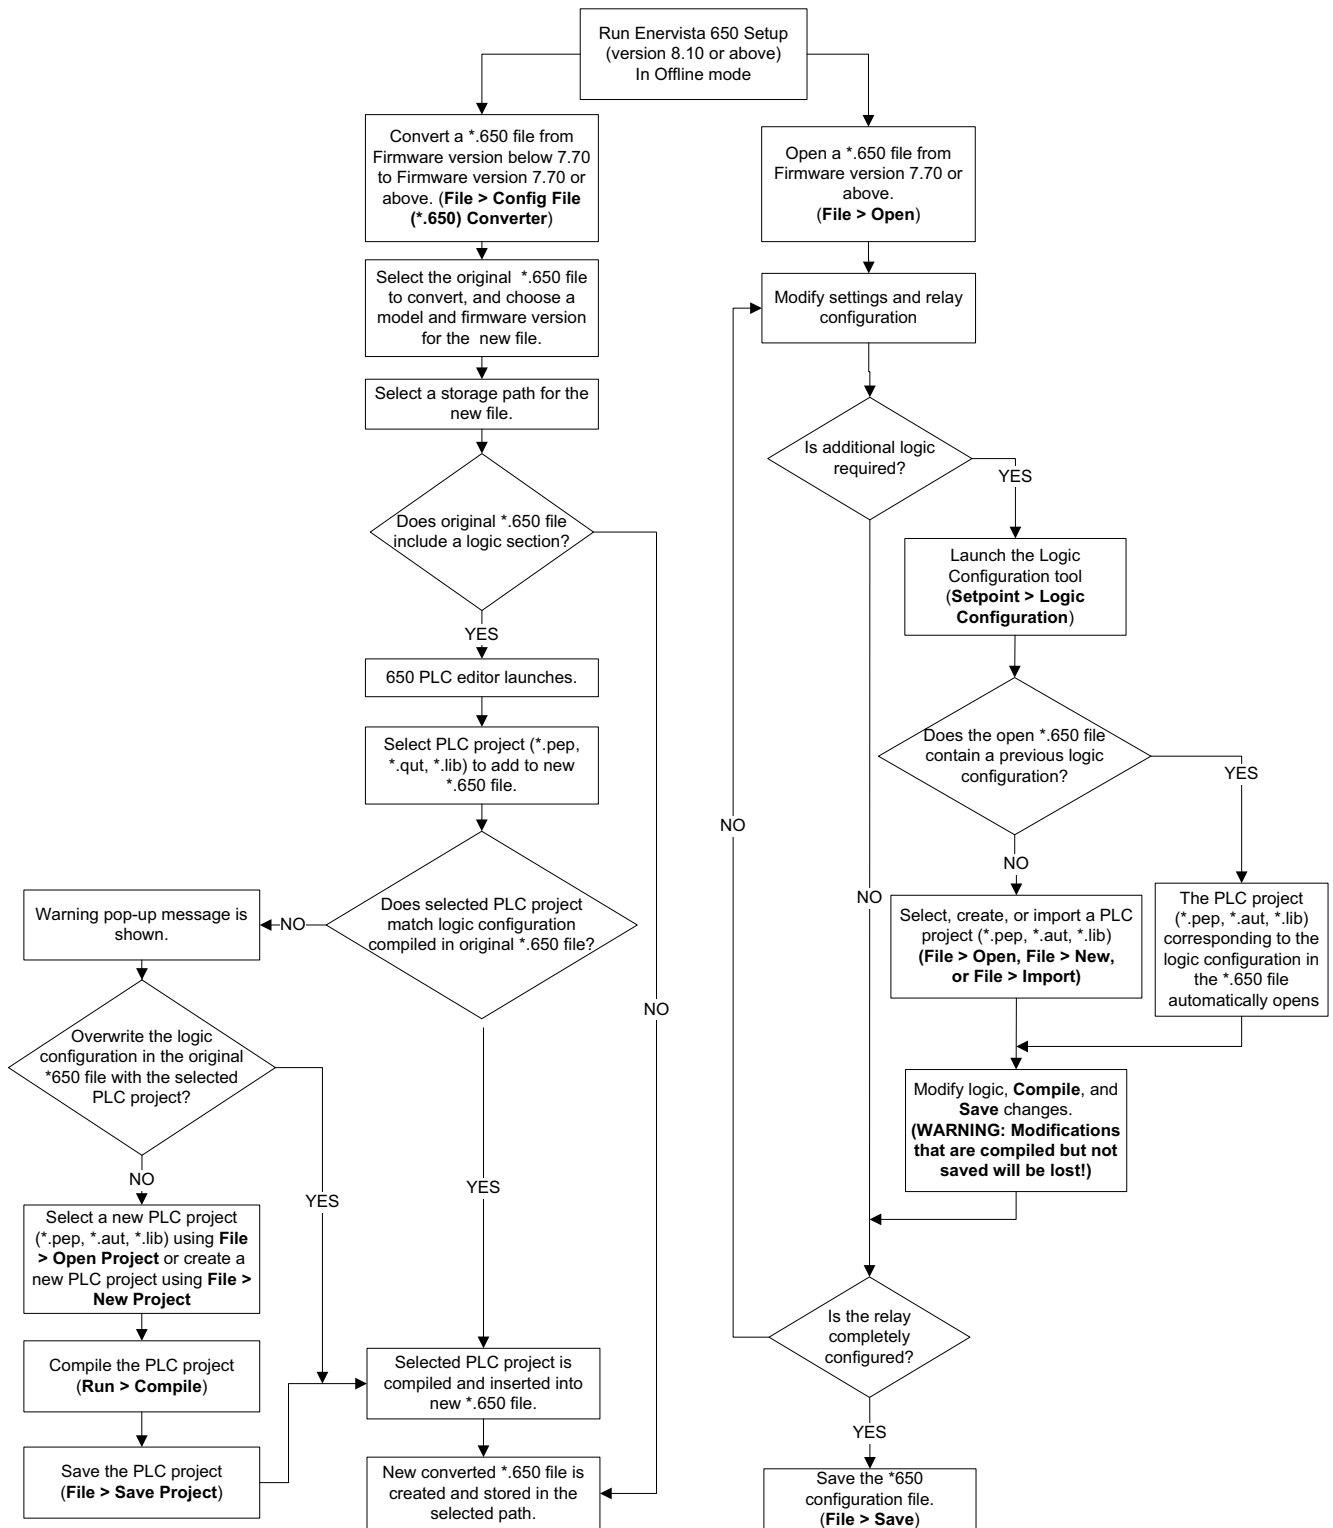 Run Enervista 650 Setup
(version 8.10 or above)
In Offline mode
Convert a *.650 file from
Firmware version below 7.70
to Firmware version 7.70 or
above. (File > Config File
(*.650) Converter)
Select the original *.650 file
to convert, and choose a
model and firmware version
for the new file.
Select a storage path for the
new file.
Does original *.650 file
include a logic section?
YES
NO
650 PLC editor launches.
Select PLC project (*.pep,
*.qut, *.lib) to add to new
*.650 file.
Does selected PLC project
match logic configuration
compiled in original *.650 file?
NO
YES
Warning pop-up message is
shown.
Overwrite the logic
configuration in the original
*650 file with the selected
PLC project?
NO
YES
Select a new PLC project
(*.pep, *.aut, *.lib) using File
> Open Project or create a
new PLC project using File >
New Project
Compile the PLC project
(Run > Compile)
Save the PLC project
(File > Save Project)
Selected PLC project is
compiled and inserted into
new *.650 file.
New converted *.650 file is
created and stored in the
selected path.
Open a *.650 file from
Firmware version 7.70 or
above.
(File > Open)
Modify settings and relay
configuration
Is additional logic
required?
YES
NO
Launch the Logic
Configuration tool
(Setpoint > Logic
Configuration)
Does the open *.650 file
contain a previous logic
configuration?
YES
NO
Select, create, or import a PLC
project (*.pep, *.aut, *.lib)
(File > Open, File > New,
or File > Import)
The PLC project
(*.pep, *.aut, *.lib)
corresponding to the
logic configuration in
the *.650 file
automatically opens
Modify logic, Compile, and
Save changes.
(WARNING: Modifications
that are compiled but not
saved will be lost!)
Is the relay
completely
configured?
NO
YES
Save the *650
configuration file.
(File > Save)